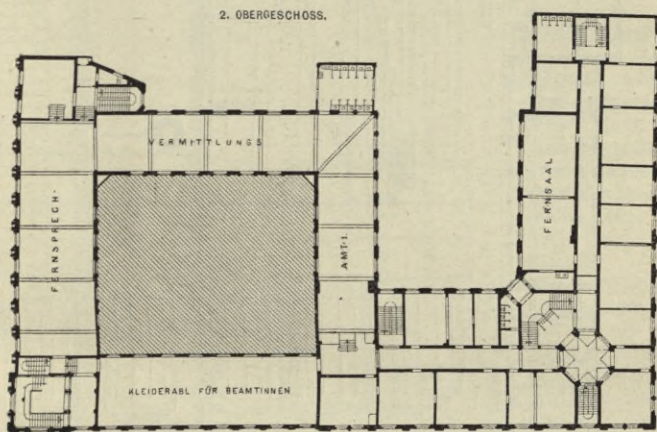 2. OBERGESCHOSS.
VERMITTLUNGS
FERNSPRECH-
AMT. I.
FERNSAAL
KLEIDERABL. FÜR BEAMTINNEN